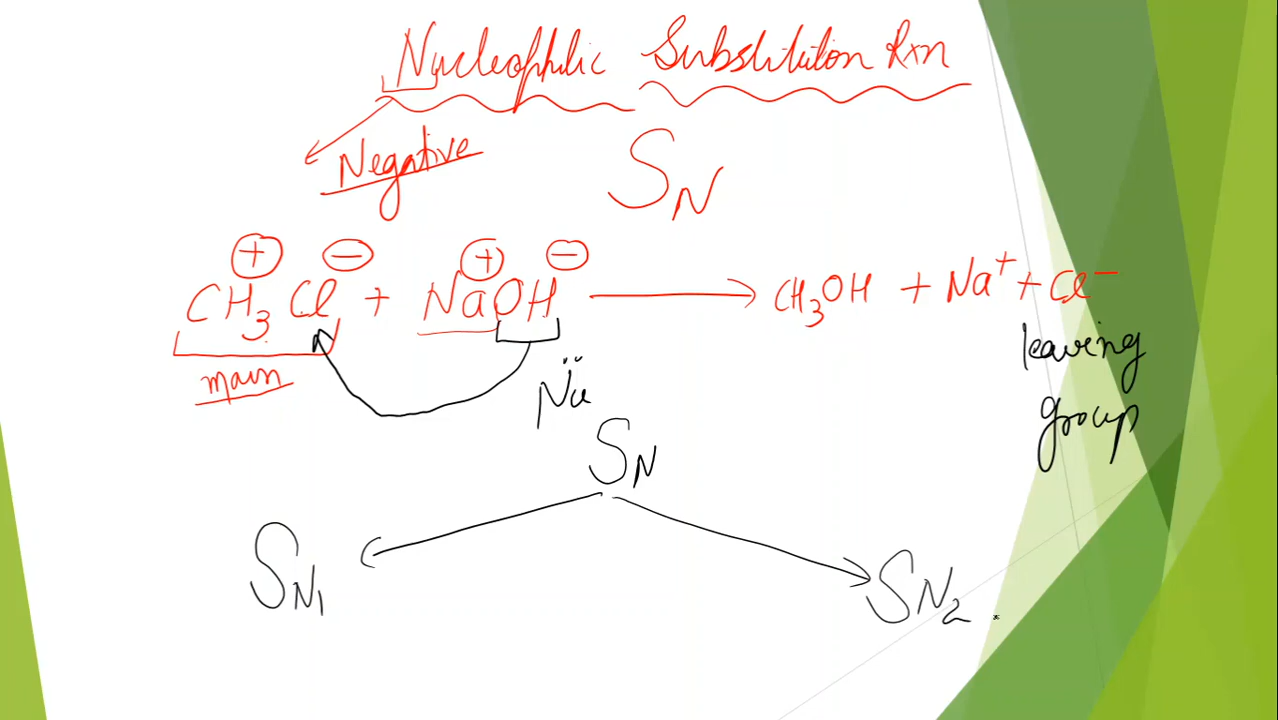 Nucleophilic Substitution Rxn
Negative
SN
+ − + −
CH3 Cl + NaOH → CH3OH + Na+ + Cl−
main
leaving
group
Nu
SN
SN1
SN2